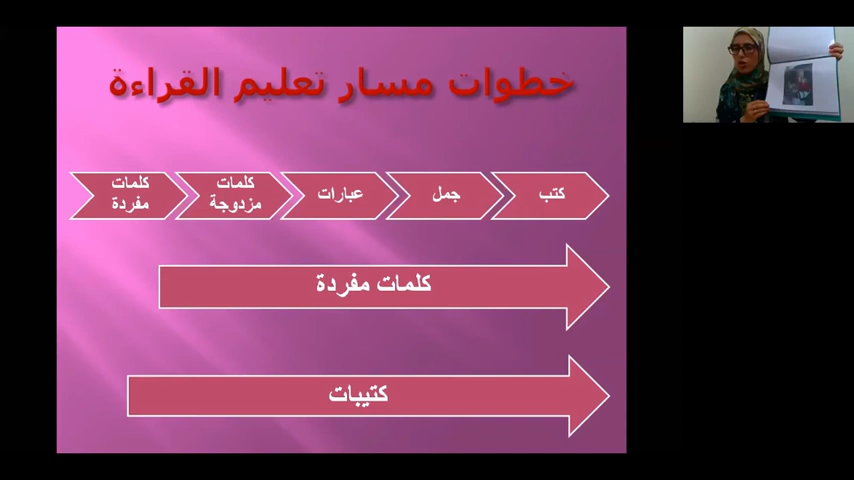 خطوات مسار تعليم القراءة
كلمات
مفردة
كلمات
مزدوجة
عبارات
جمل
كتب
كلمات مفردة
كتيبات